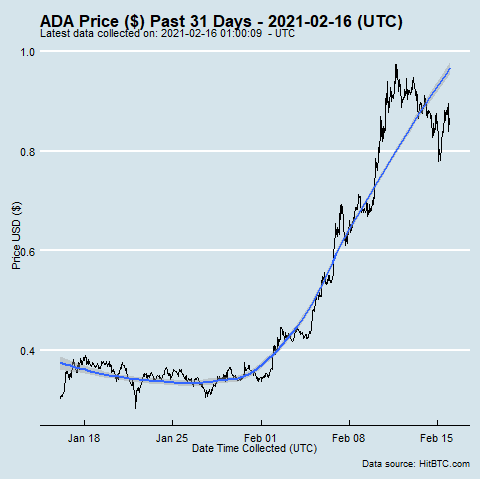 ADA Price ($) Past 31 Days - 2021-02-16 (UTC)
Latest data collected on: 2021-02-16 01:00:09  - UTC
1.0
0.8
0.6
0.4
Price USD ($)
Jan 18 Jan 25 Feb 01 Feb 08 Feb 15
Date Time Collected (UTC)
Data source: HitBTC.com